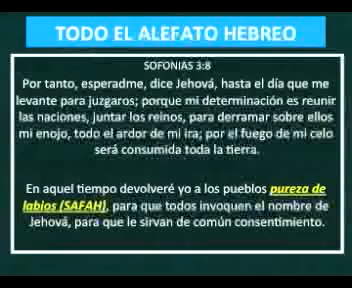 TODO EL ALEFATO HEBREO
SOFONIAS 3:8
Por tanto, esperadme, dice Jehová, hasta el día que me
levante para juzgaros; porque mi determinación es reunir
las naciones, juntar los reinos, para derramar sobre ellos
mi enojo, todo el ardor de mi ira; por el fuego de mi celo
será consumida toda la tierra.
En aquel tiempo devolveré yo a los pueblos pureza de
labios (SAFAH), para que todos invoquen el nombre de
Jehová, para que le sirvan de común consentimiento.